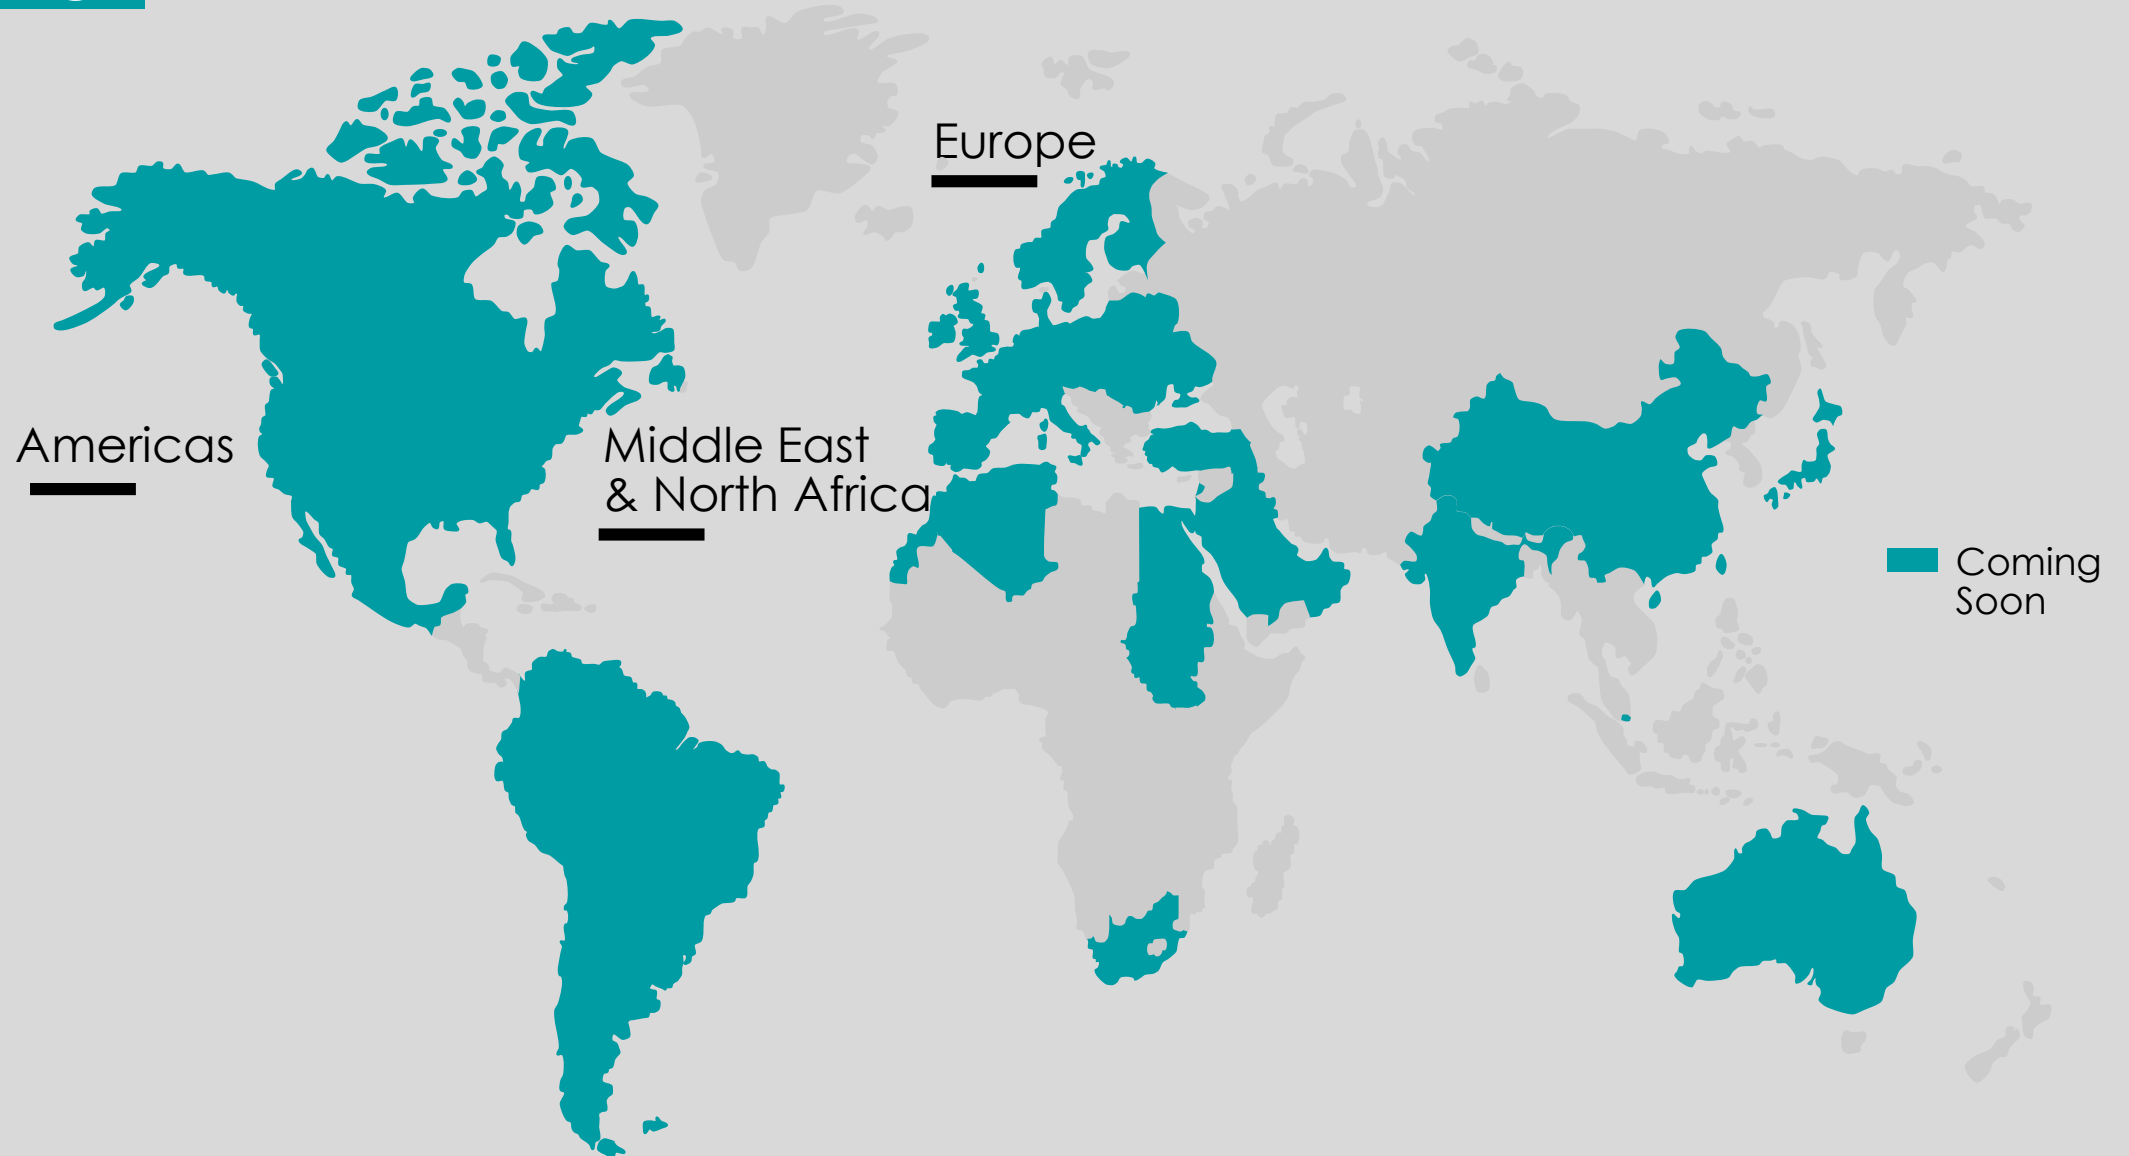 Europe
Americas
Middle East
& North Africa
Coming
Soon